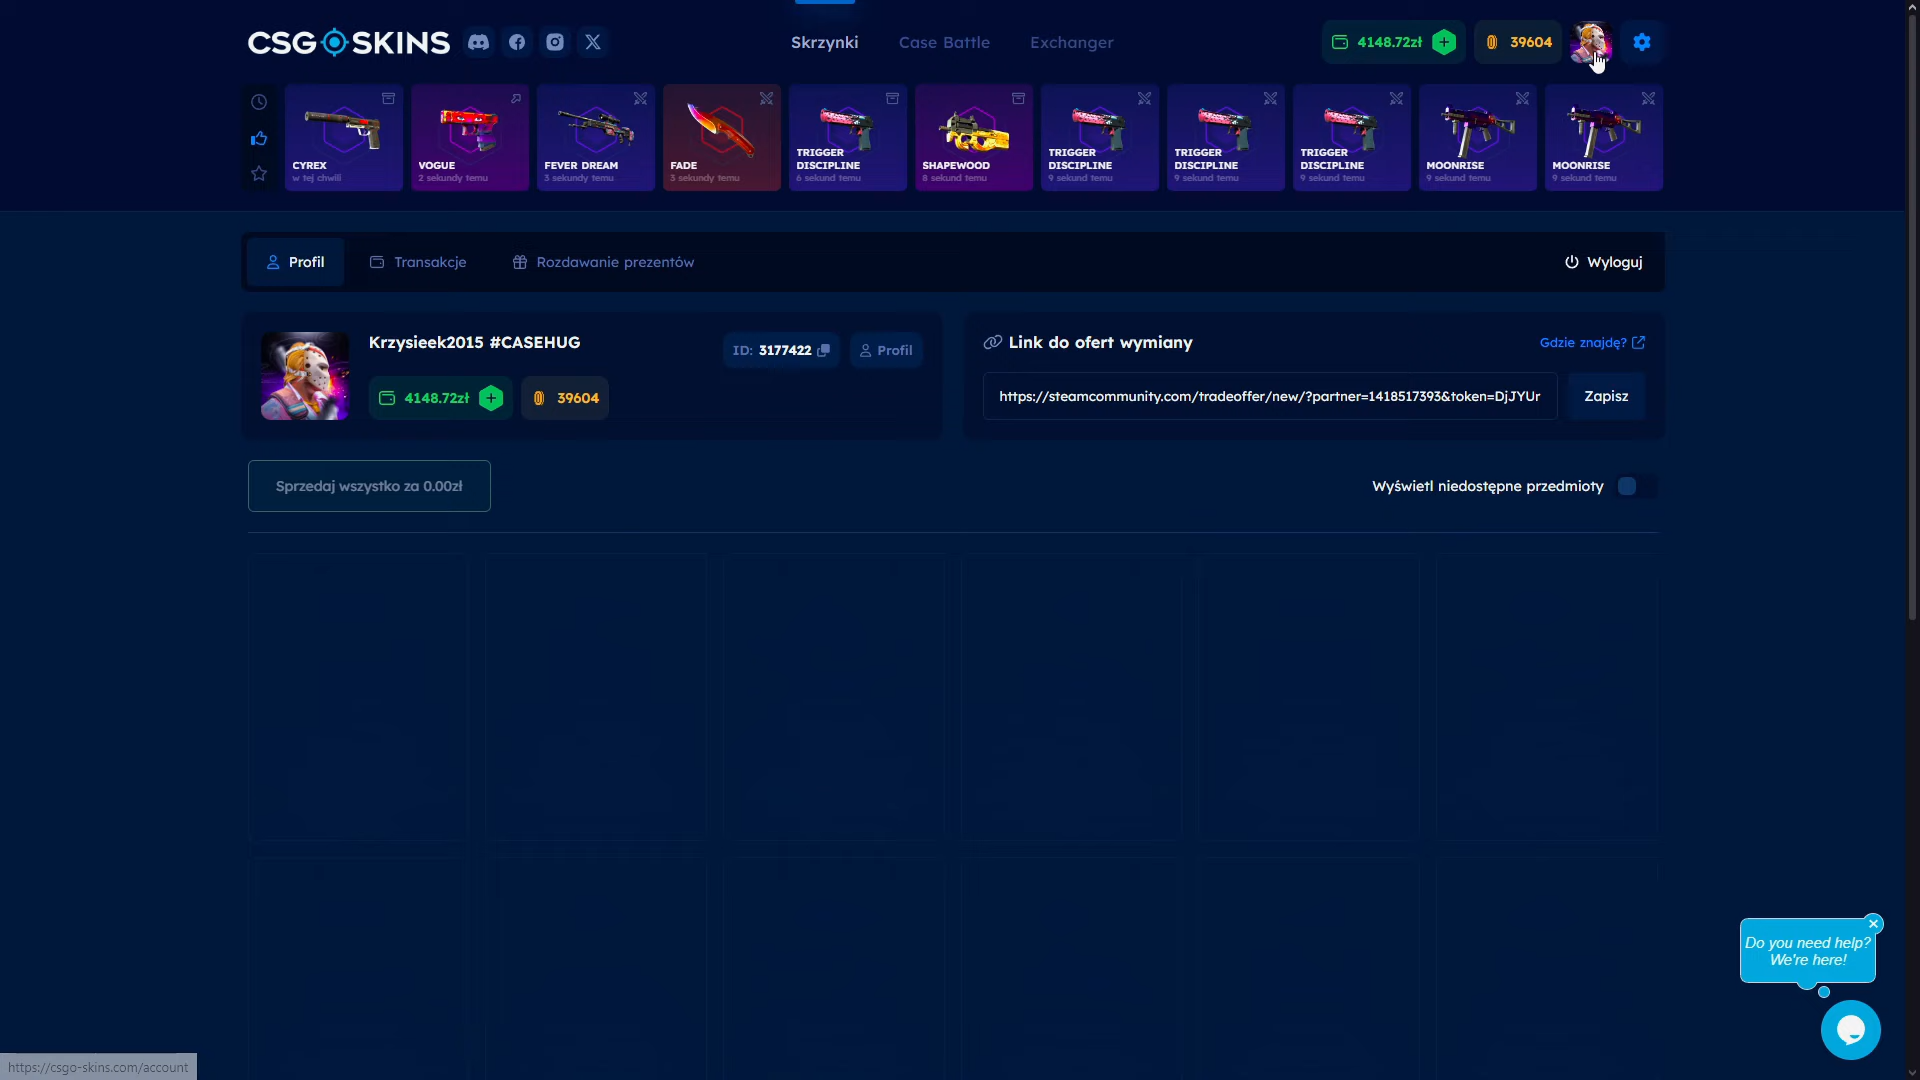 CSGO SKINS
Skrzynki
Case Battle
Exchanger
4148.72zł
39604
CYREX
w tej chwili
VOGUE
2 sekundy temu
FEVER DREAM
3 sekundy temu
FADE
3 sekundy temu
TRIGGER
DISCIPLINE
6 sekund temu
SHAPEWOOD
8 sekund temu
TRIGGER
DISCIPLINE
9 sekund temu
TRIGGER
DISCIPLINE
9 sekund temu
TRIGGER
DISCIPLINE
9 sekund temu
MOONRISE
9 sekund temu
MOONRISE
9 sekund temu
Profil
Transakcje
Rozdawanie prezentów
Wyloguj
Krzysieek2015 #CASEHUG
ID: 3177422
Profil
4148.72zł
39604
Link do ofert wymiany
Gdzie znajdę?
https://steamcommunity.com/tradeoffer/new/?partner=1418517393&token=DjJYUr
Zapisz
Sprzedaj wszystko za 0.00zł
Wyświetl niedostępne przedmioty
Do you need help?
We're here!
https://csgo-skins.com/account